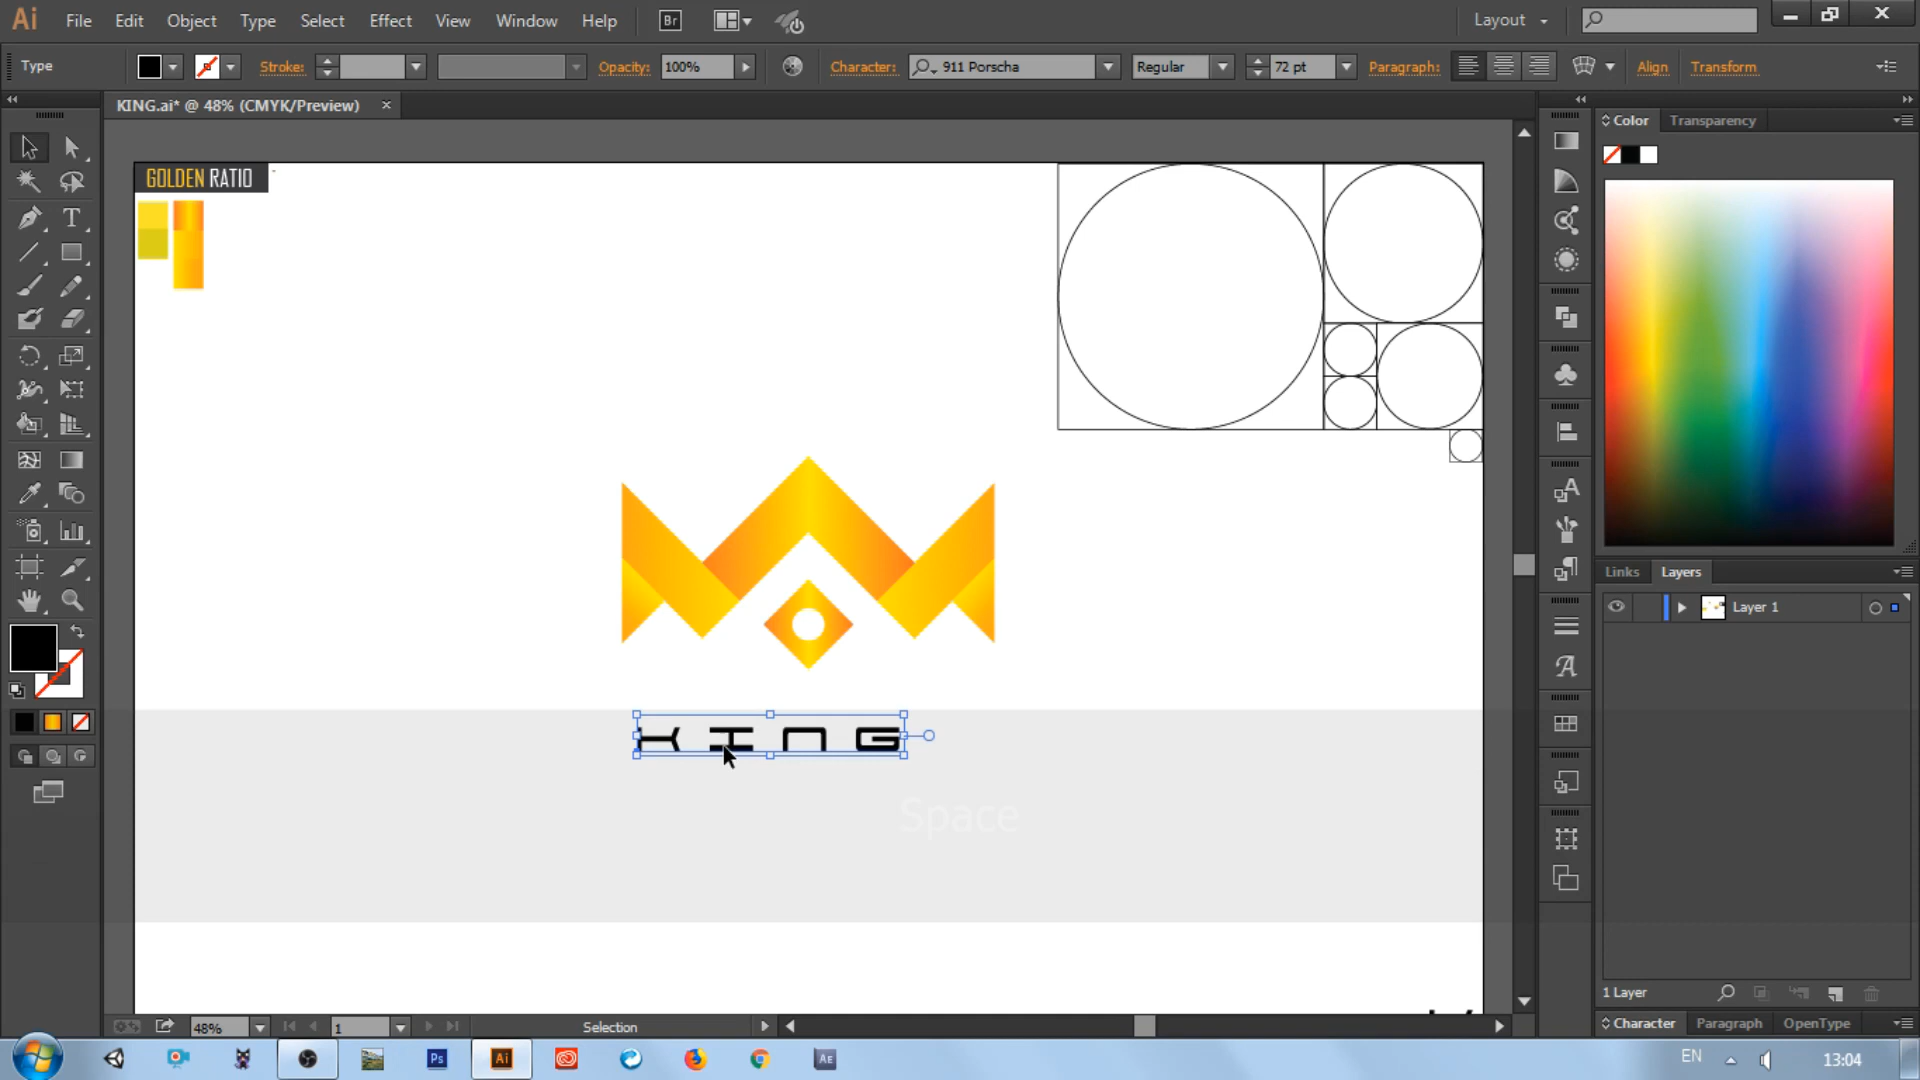 Ai File Edit Object Type Select Effect View Window Help Br Layout
Type Stroke: Opacity: 100% Character: 911 Porscha Regular 72 pt Paragraph: Align Transform
KING.ai* @ 48% (CMYK/Preview)
Color Transparency
GOLDEN RATIO
KING
Space
Links Layers
Layer 1
1 Layer
48% 1 Selection
Character Paragraph OpenType
Ps Ai AE EN 13:04